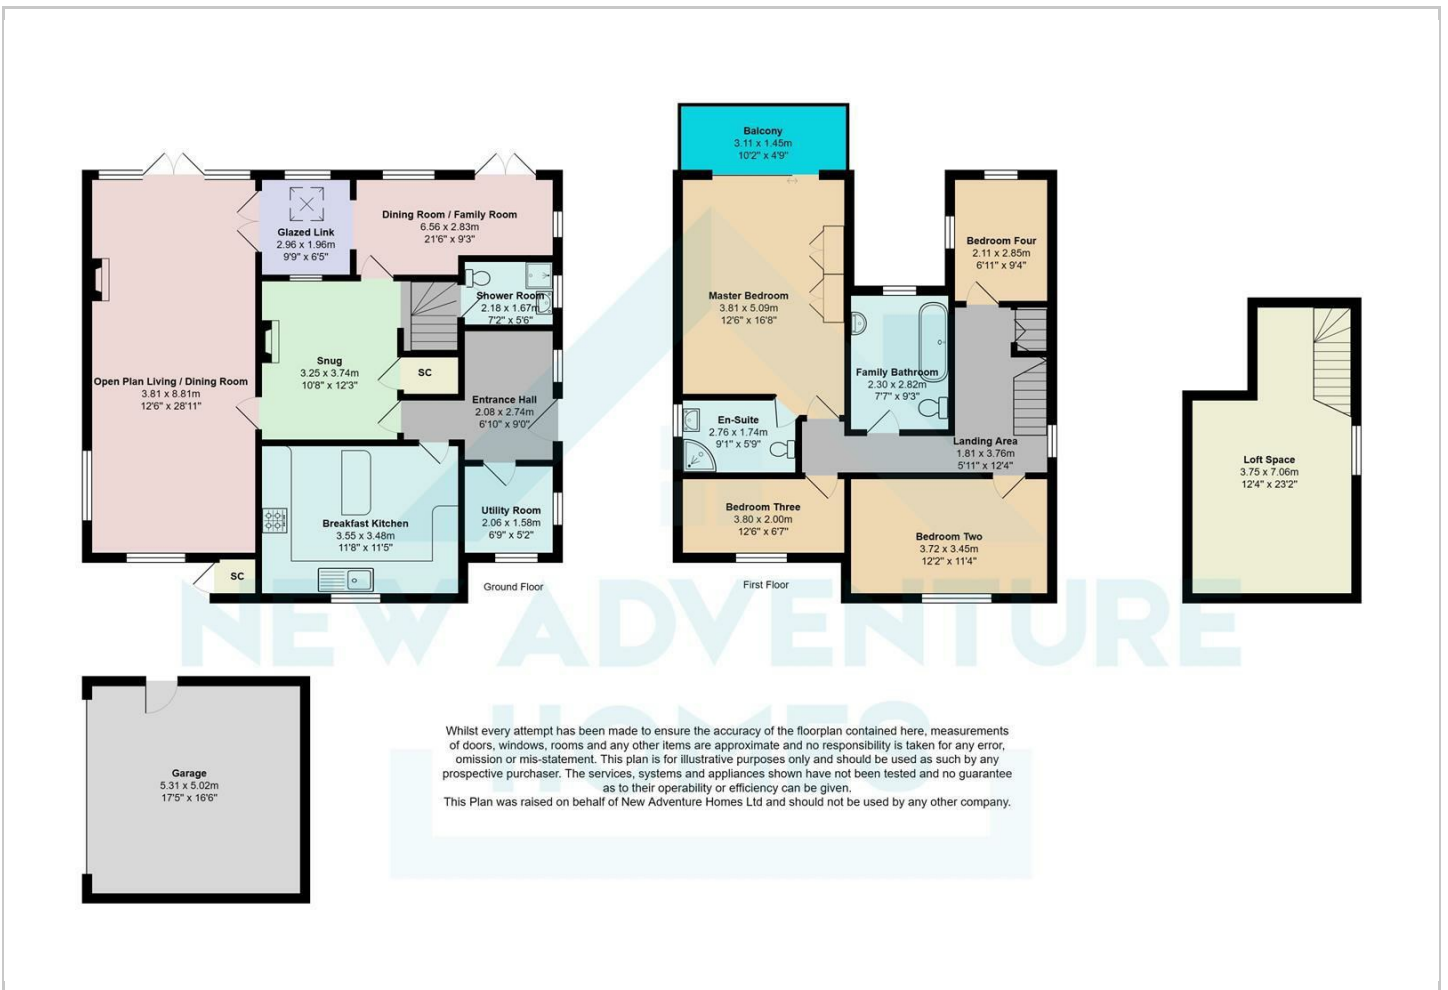 Balcony
3.11 x 1.45m
10'2" x 4'9"
Glazed Link
2.96 x 1.96m
9'9" x 6'5"
Dining Room / Family Room
6.56 x 2.83m
21'6" x 9'3"
Shower Room
2.18 x 1.67m
7'2" x 5'6"
Snug
3.25 x 3.74m
10'8" x 12'3"
SC
Open Plan Living / Dining Room
3.81 x 8.81m
12'6" x 28'11"
Entrance Hall
2.08 x 2.74m
6'10" x 9'0"
Breakfast Kitchen
3.55 x 3.48m
11'8" x 11'5"
Utility Room
2.06 x 1.58m
6'9" x 5'2"
SC
Ground Floor
Master Bedroom
3.81 x 5.09m
12'6" x 16'8"
Bedroom Four
2.11 x 2.85m
6'11" x 9'4"
Family Bathroom
2.30 x 2.82m
7'7" x 9'3"
En-Suite
2.76 x 1.74m
9'1" x 5'9"
Landing Area
1.81 x 3.76m
5'11" x 12'4"
Bedroom Three
3.80 x 2.00m
12'6" x 6'7"
Bedroom Two
3.72 x 3.45m
12'2" x 11'4"
First Floor
Loft Space
3.75 x 7.06m
12'4" x 23'2"
NEW ADVENTURE
HOMES
Garage
5.31 x 5.02m
17'5" x 16'6"
Whilst every attempt has been made to ensure the accuracy of the floorplan contained here, measurements
of doors, windows, rooms and any other items are approximate and no responsibility is taken for any error,
omission or mis-statement. This plan is for illustrative purposes only and should be used as such by any
prospective purchaser. The services, systems and appliances shown have not been tested and no guarantee
as to their operability or efficiency can be given.
This Plan was raised on behalf of New Adventure Homes Ltd and should not be used by any other company.